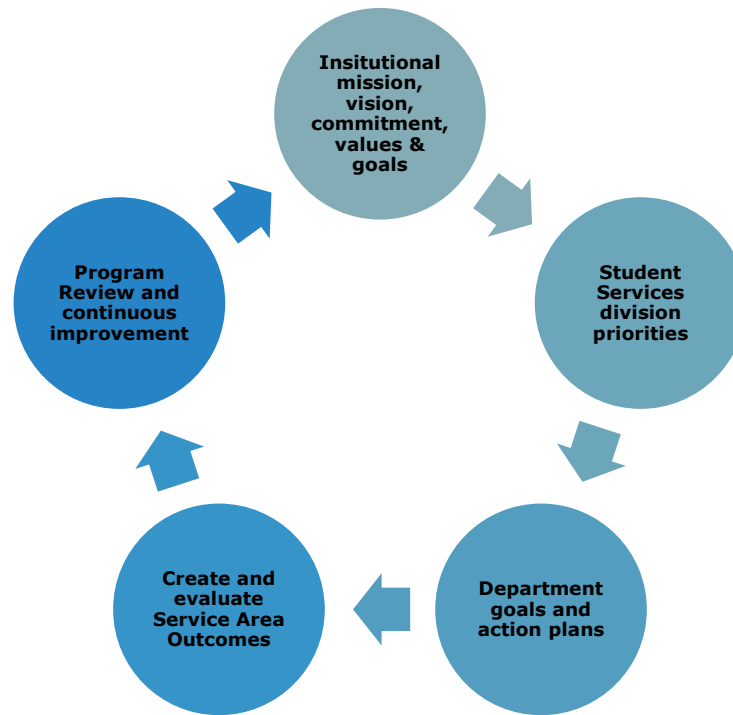 Insitutional
mission,
vision,
commitment,
values &
goals
Student
Services
division
priorities
Department
goals and
action plans
Create and
evaluate
Service Area
Outcomes
Program
Review and
continuous
improvement